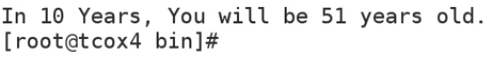 In 10 Years, You will be 51 years old.
[root@tcox4 bin]#